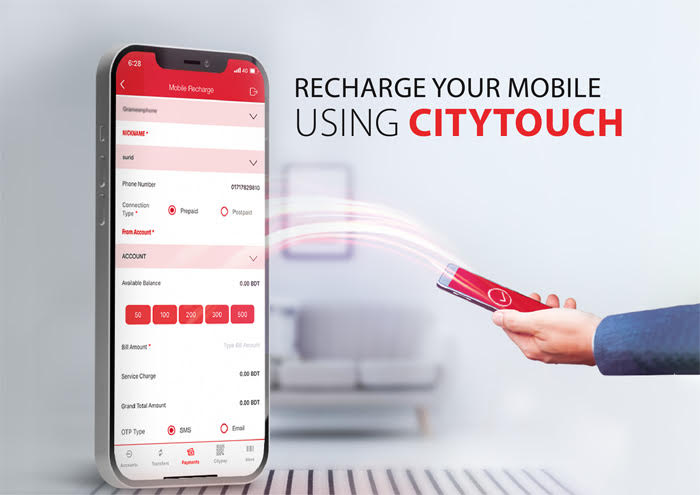 6:28
4G
Mobile Recharge
Grameenphone
NICKNAME *
surid
Phone Number 01717829810
Connection Type * Prepaid Postpaid
From Account *
ACCOUNT
Available Balance 0.00 BDT
50 100 200 300 500
Bill Amount * Type Bill Amount
Service Charge 0.00 BDT
Grand Total Amount 0.00 BDT
OTP Type SMS Email
Accounts Transfers Payments Citypay More
RECHARGE YOUR MOBILE
USING CITYTOUCH